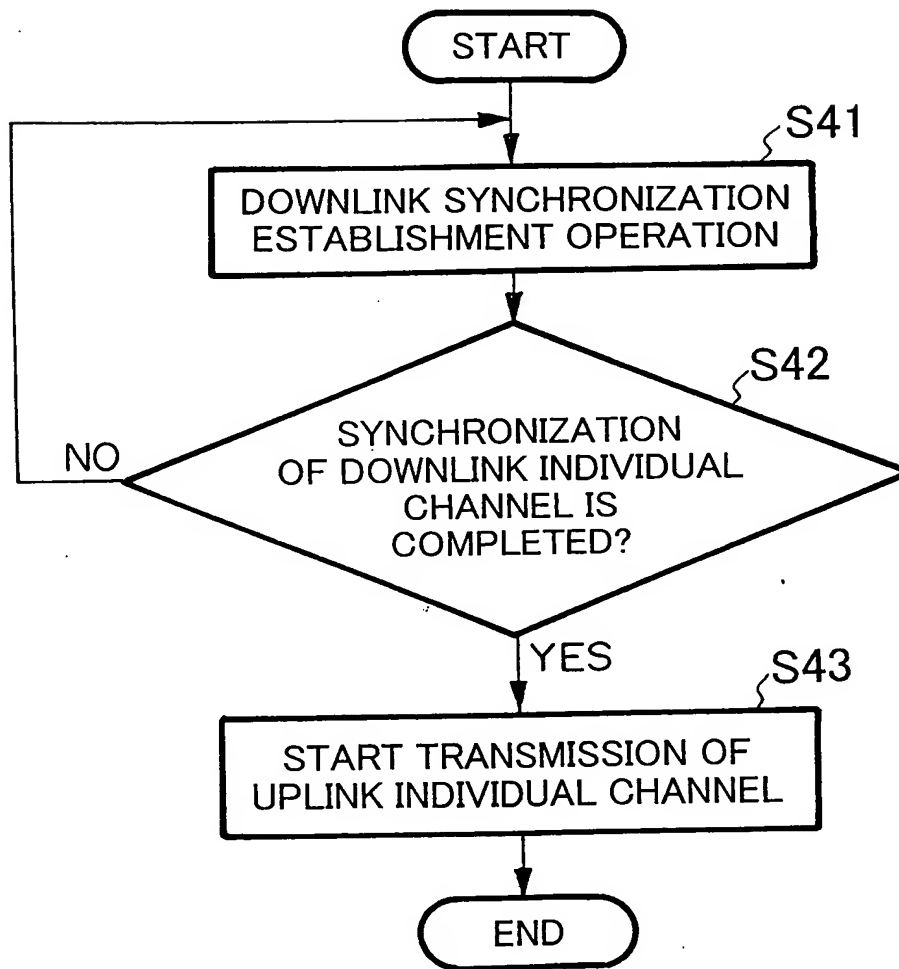 START
S41
DOWNLINK SYNCHRONIZATION
ESTABLISHMENT OPERATION
S42
SYNCHRONIZATION
OF DOWNLINK INDIVIDUAL
CHANNEL IS
COMPLETED?
NO
YES
S43
START TRANSMISSION OF
UPLINK INDIVIDUAL CHANNEL
END